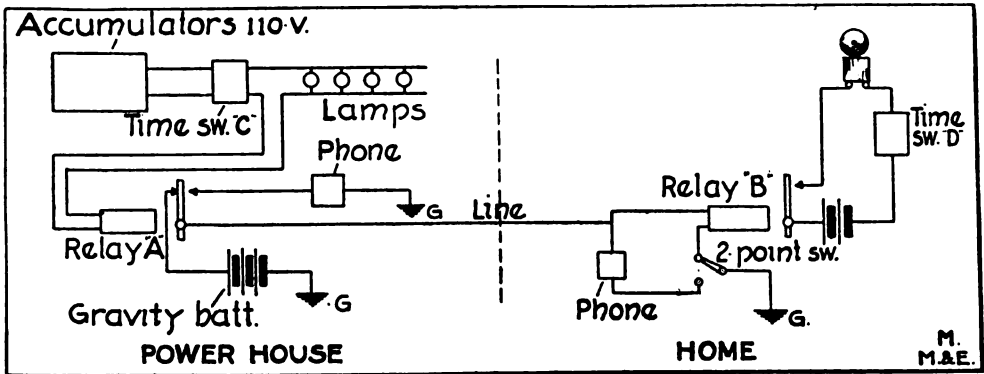 Accumulators 110·V.
Time sw."C"
Lamps
Phone
G
Relay "A"
Gravity batt.
G
POWER HOUSE
Line
Relay "B"
Time
sw."D"
2·point sw.
Phone
G.
HOME
M.
M.&E.